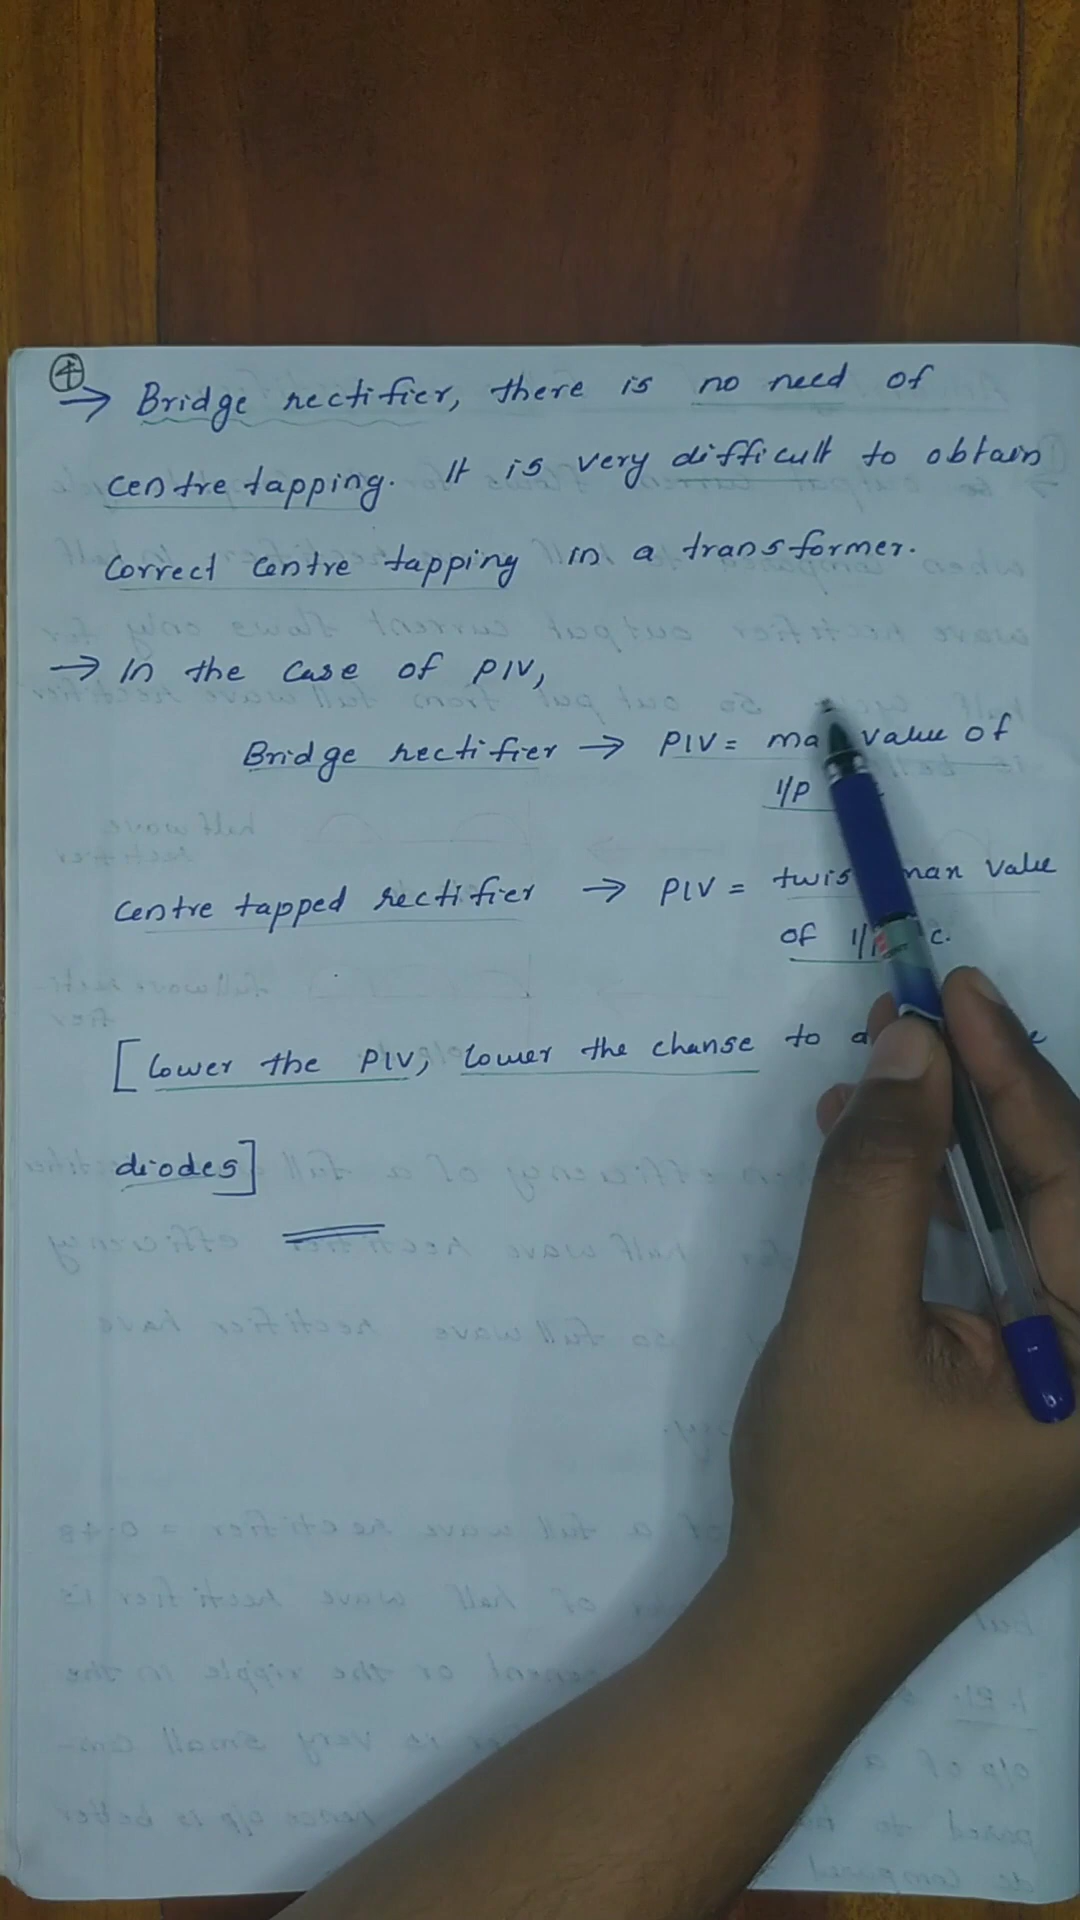 ④
→ Bridge rectifier, there is no need of
centre tapping. It is very difficult to obtain
correct centre tapping in a transformer.
→ In the case of PIV,
Bridge rectifier → PIV = ma value of
I/P
centre tapped rectifier → PIV = twis max value
of I/ c.
[lower the PIV, lower the chanse to
diodes]